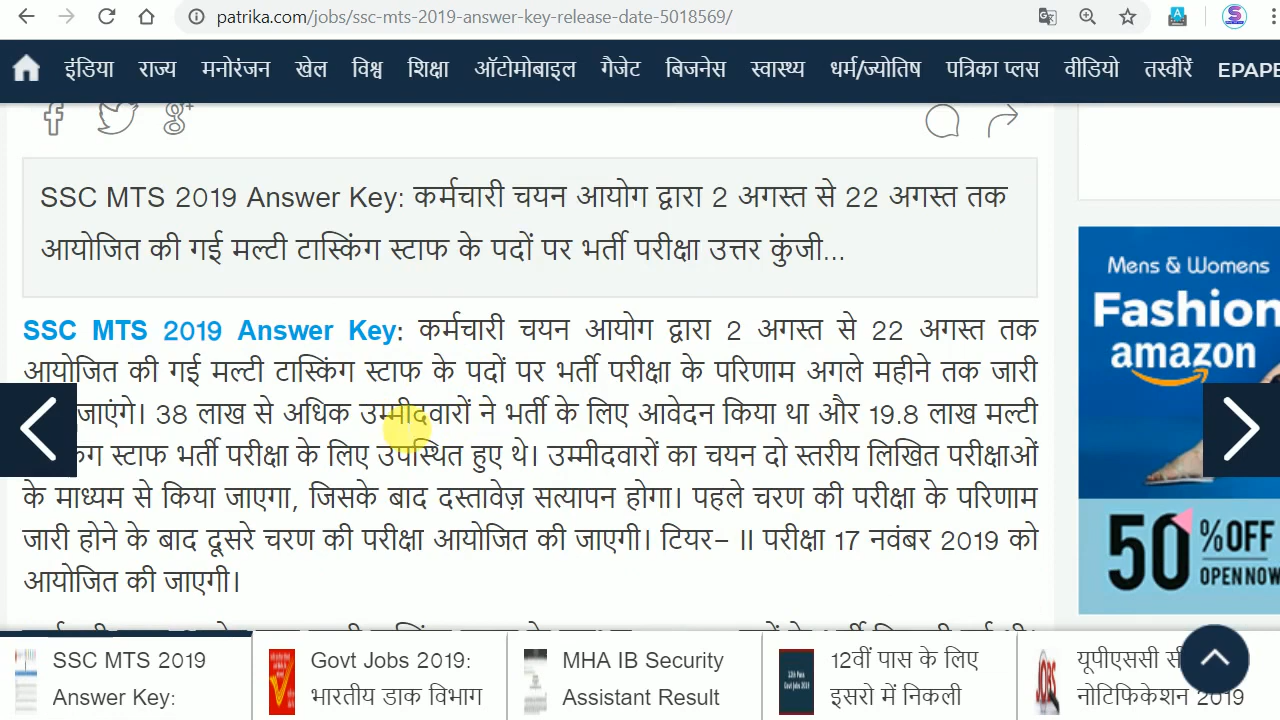 patrika.com/jobs/ssc-mts-2019-answer-key-release-date-5018569/
इंडिया राज्य मनोरंजन खेल विश्व शिक्षा ऑटोमोबाइल गैजेट बिजनेस स्वास्थ्य धर्म/ज्योतिष पत्रिका प्लस वीडियो तस्वीरें EPAPE
SSC MTS 2019 Answer Key: कर्मचारी चयन आयोग द्वारा 2 अगस्त से 22 अगस्त तक
आयोजित की गई मल्टी टास्किंग स्टाफ के पदों पर भर्ती परीक्षा उत्तर कुंजी...
SSC MTS 2019 Answer Key: कर्मचारी चयन आयोग द्वारा 2 अगस्त से 22 अगस्त तक
आयोजित की गई मल्टी टास्किंग स्टाफ के पदों पर भर्ती परीक्षा के परिणाम अगले महीने तक जारी
जाएंगे। 38 लाख से अधिक उम्मीदवारों ने भर्ती के लिए आवेदन किया था और 19.8 लाख मल्टी
स्टाफ भर्ती परीक्षा के लिए उपस्थित हुए थे। उम्मीदवारों का चयन दो स्तरीय लिखित परीक्षाओं
के माध्यम से किया जाएगा, जिसके बाद दस्तावेज़ सत्यापन होगा। पहले चरण की परीक्षा के परिणाम
जारी होने के बाद दूसरे चरण की परीक्षा आयोजित की जाएगी। टियर- II परीक्षा 17 नवंबर 2019 को
आयोजित की जाएगी।
Mens & Womens
Fashion
amazon
50 %OFF
OPEN NOW
SSC MTS 2019
Answer Key:
Govt Jobs 2019:
भारतीय डाक विभाग
MHA IB Security
Assistant Result
12वीं पास के लिए
इसरो में निकली
यूपीएससी
नोटिफिकेशन 2019
JOBS